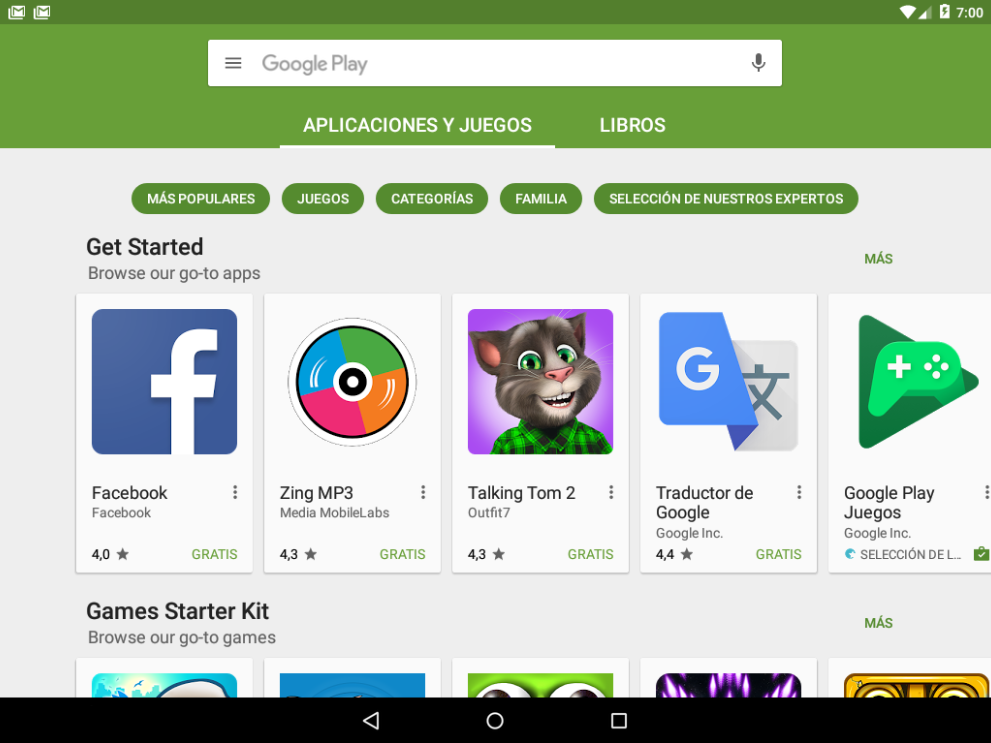 7:00
Google Play
APLICACIONES Y JUEGOS
LIBROS
MÁS POPULARES
JUEGOS
CATEGORÍAS
FAMILIA
SELECCIÓN DE NUESTROS EXPERTOS
Get Started
MÁS
Browse our go-to apps
G 文
Facebook
Facebook
4,0 ★
GRATIS
Zing MP3
Media MobileLabs
4,3 ★
GRATIS
Talking Tom 2
Outfit7
4,3 ★
GRATIS
Traductor de
Google
Google Inc.
4,4 ★
GRATIS
Google Play
Juegos
Google Inc.
SELECCIÓN DE L...
Games Starter Kit
MÁS
Browse our go-to games